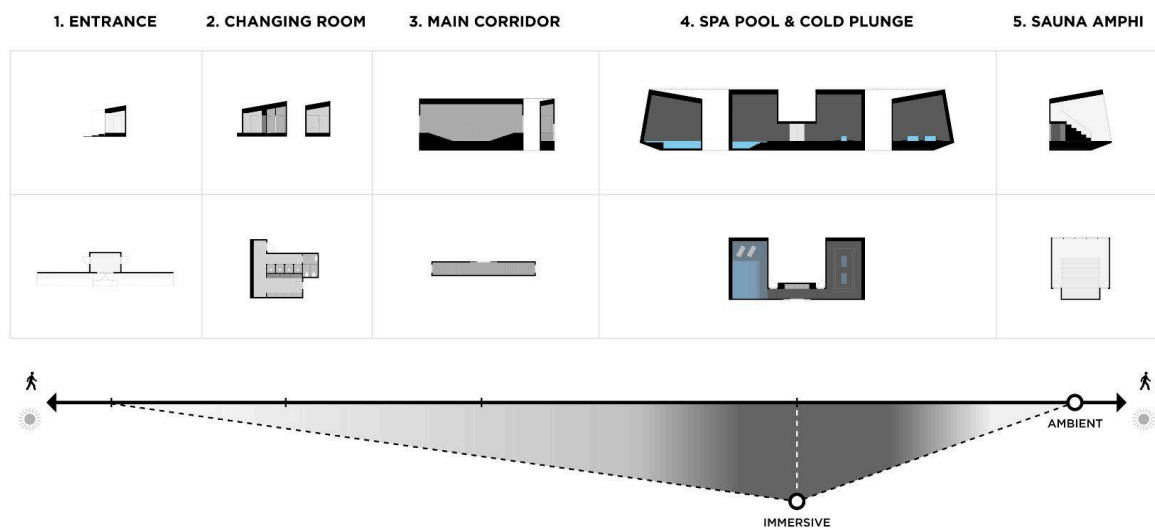 1. ENTRANCE
2. CHANGING ROOM
3. MAIN CORRIDOR
4. SPA POOL & COLD PLUNGE
5. SAUNA AMPHI
AMBIENT
IMMERSIVE